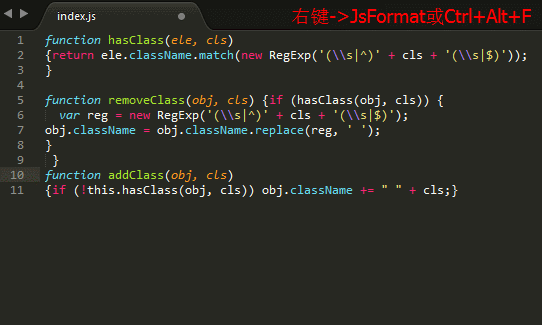 index.js
右键->JsFormat或Ctrl+Alt+F
1 function hasClass(ele, cls)
2 {return ele.className.match(new RegExp('(\\s|^)' + cls + '(\\s|$)'));
3 }
4
5 function removeClass(obj, cls) {if (hasClass(obj, cls)) {
6 var reg = new RegExp('(\\s|^)' + cls + '(\\s|$)');
7 obj.className = obj.className.replace(reg, ' ');
8 }
9 }
10 function addClass(obj, cls)
11 {if (!this.hasClass(obj, cls)) obj.className += " " + cls;}